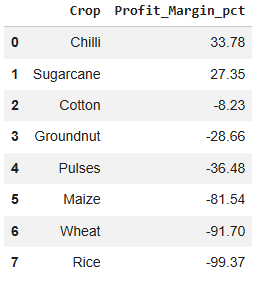 Crop Profit_Margin_pct
0 Chilli 33.78
1 Sugarcane 27.35
2 Cotton -8.23
3 Groundnut -28.66
4 Pulses -36.48
5 Maize -81.54
6 Wheat -91.70
7 Rice -99.37